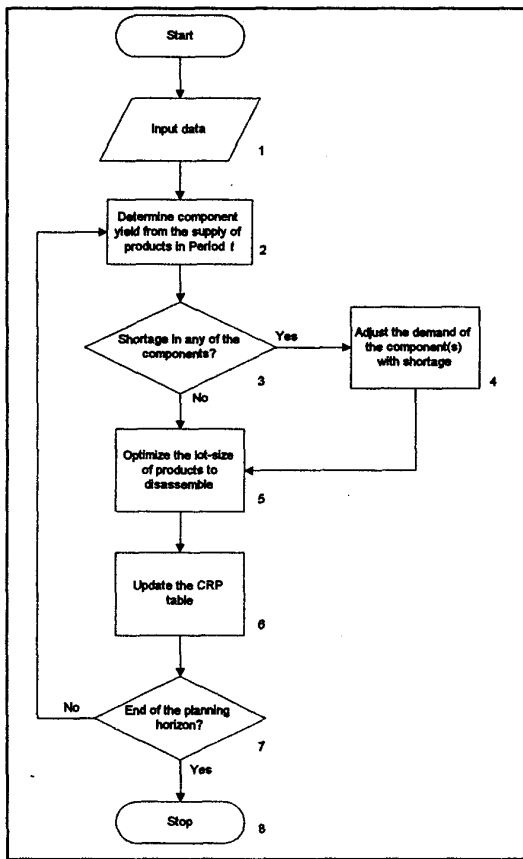 Start
Input data
1
Determine component
yield from the supply of
products in Period t
2
Shortage in any of the
components?
3
Yes
Adjust the demand of
the component(s)
with shortage
4
No
Optimize the lot-size
of products to
disassemble
5
Update the CRP
table
6
No
End of the planning
horizon?
7
Yes
Stop
8